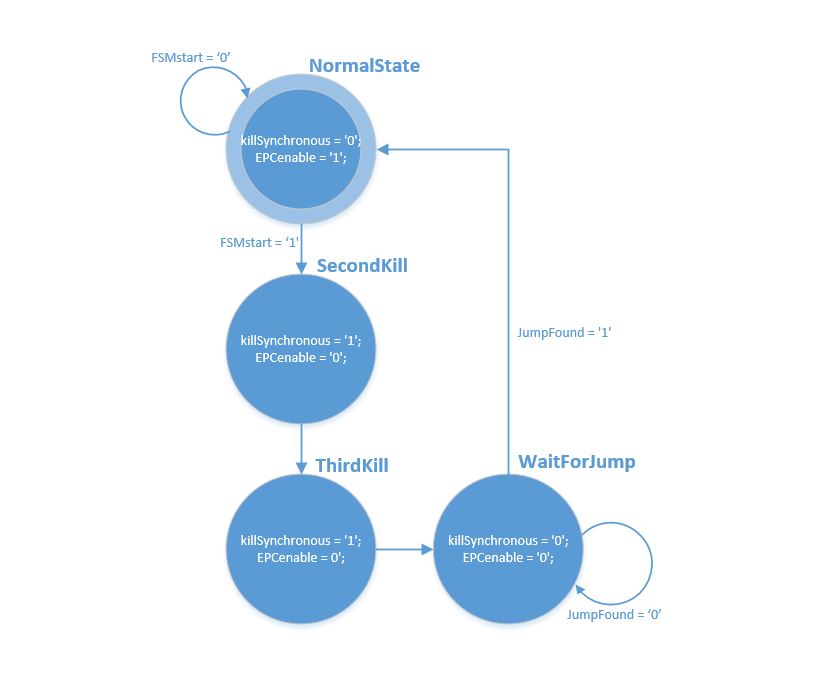 FSMstart = ‘0’
NormalState
killSynchronous = '0';
EPCenable = '1';
FSMstart = ‘1'
SecondKill
killSynchronous = '1';
EPCenable = '0';
JumpFound = '1'
ThirdKill
killSynchronous = '1';
EPCenable = 0';
WaitForJump
killSynchronous = '0';
EPCenable = '0';
JumpFound = ‘0’